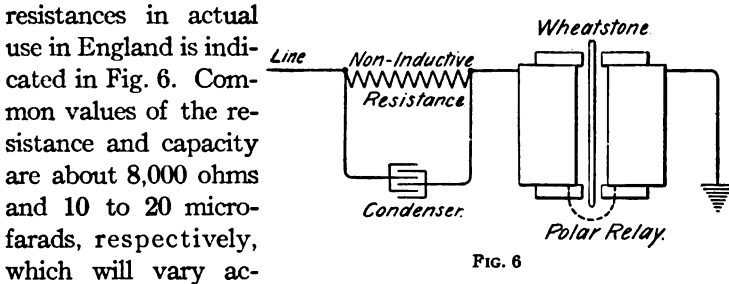 resistances in actual
use in England is indi-
cated in Fig. 6. Com-
mon values of the re-
sistance and capacity
are about 8,000 ohms
and 10 to 20 micro-
farads, respectively,
which will vary ac-
Line
Non-Inductive
Resistance
Condenser.
Wheatstone
Polar Relay.
FIG. 6